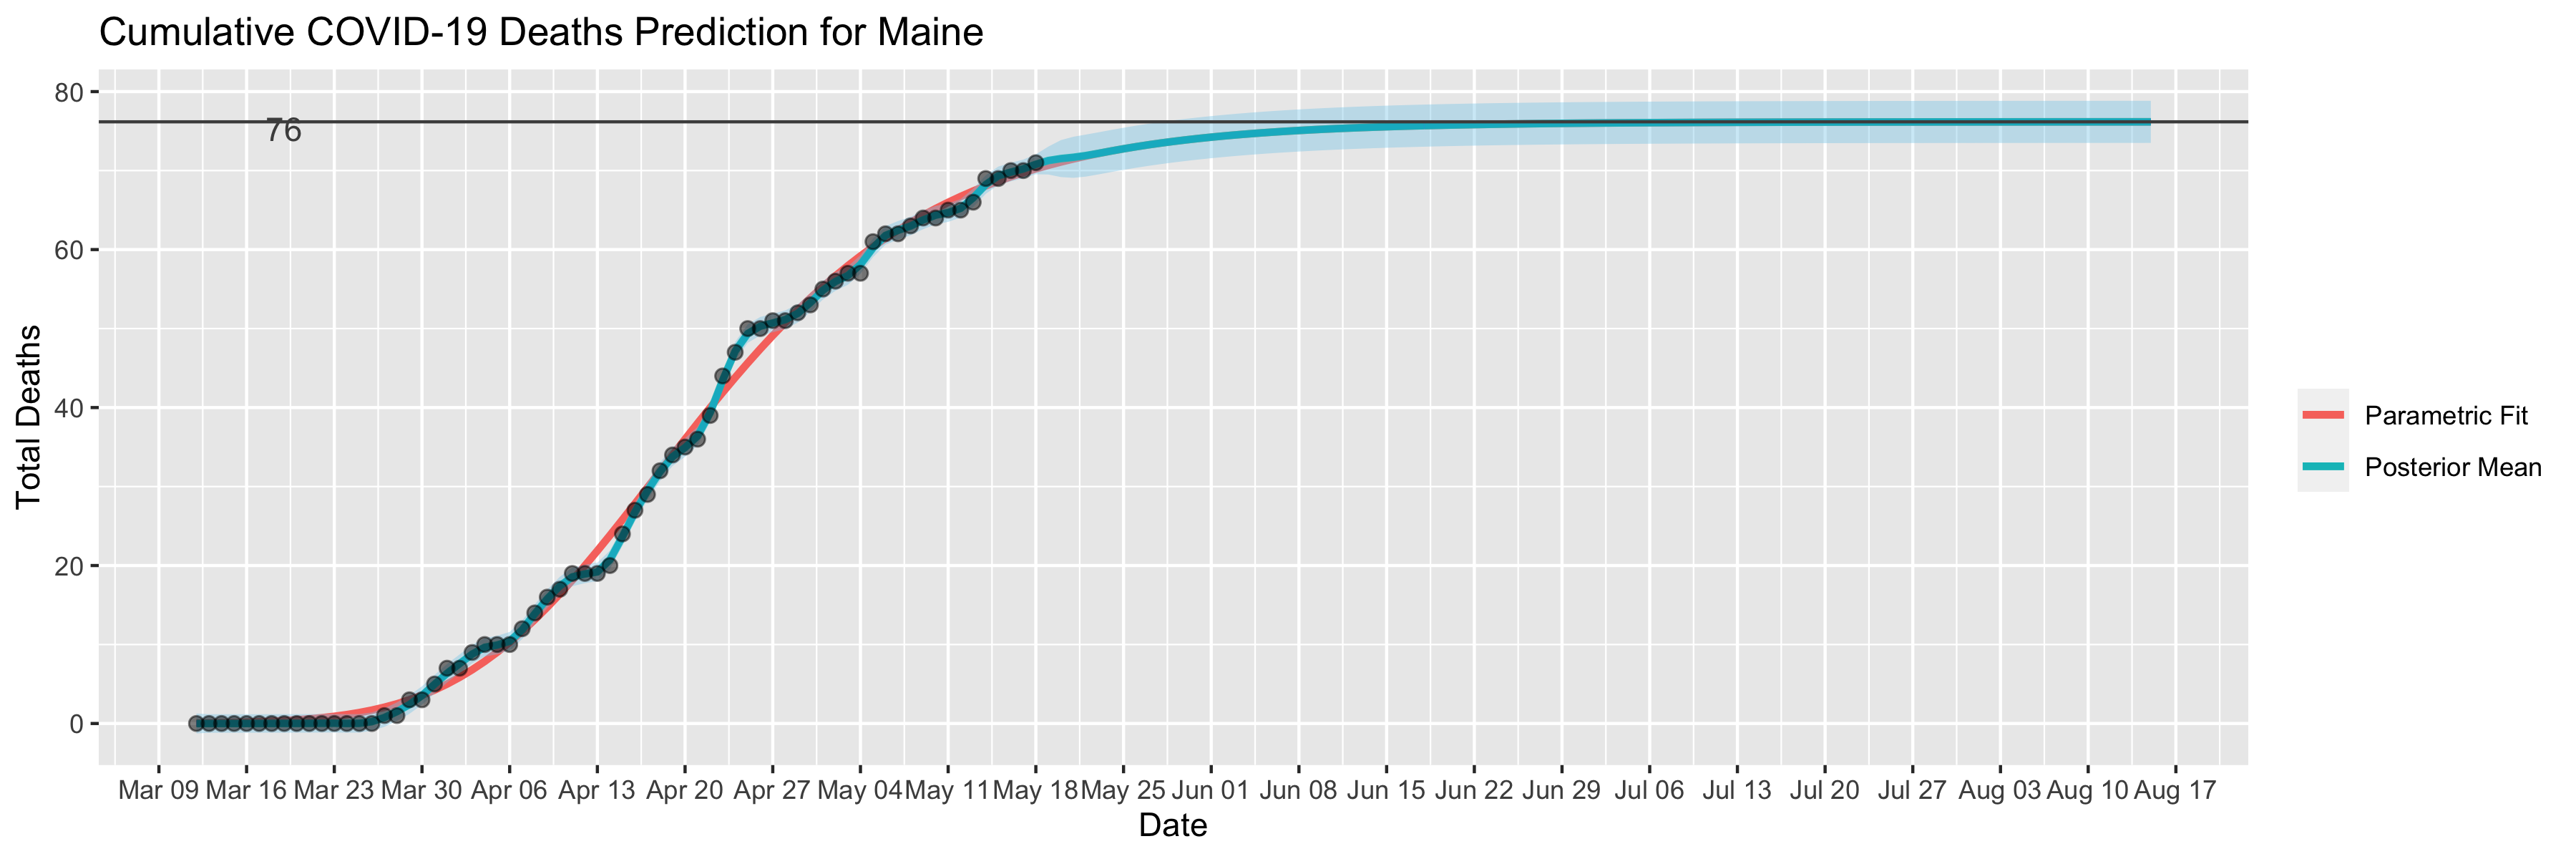 Cumulative COVID-19 Deaths Prediction for Maine
80
76
60
40
20
0
Total Deaths
Parametric Fit
Posterior Mean
Mar 09 Mar 16 Mar 23 Mar 30 Apr 06 Apr 13 Apr 20 Apr 27 May 04 May 11 May 18 May 25 Jun 01 Jun 08 Jun 15 Jun 22 Jun 29 Jul 06 Jul 13 Jul 20 Jul 27 Aug 03 Aug 10 Aug 17
Date